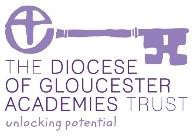 THE DIOCESE
OF GLOUCESTER
ACADEMIES TRUST
unlocking potential